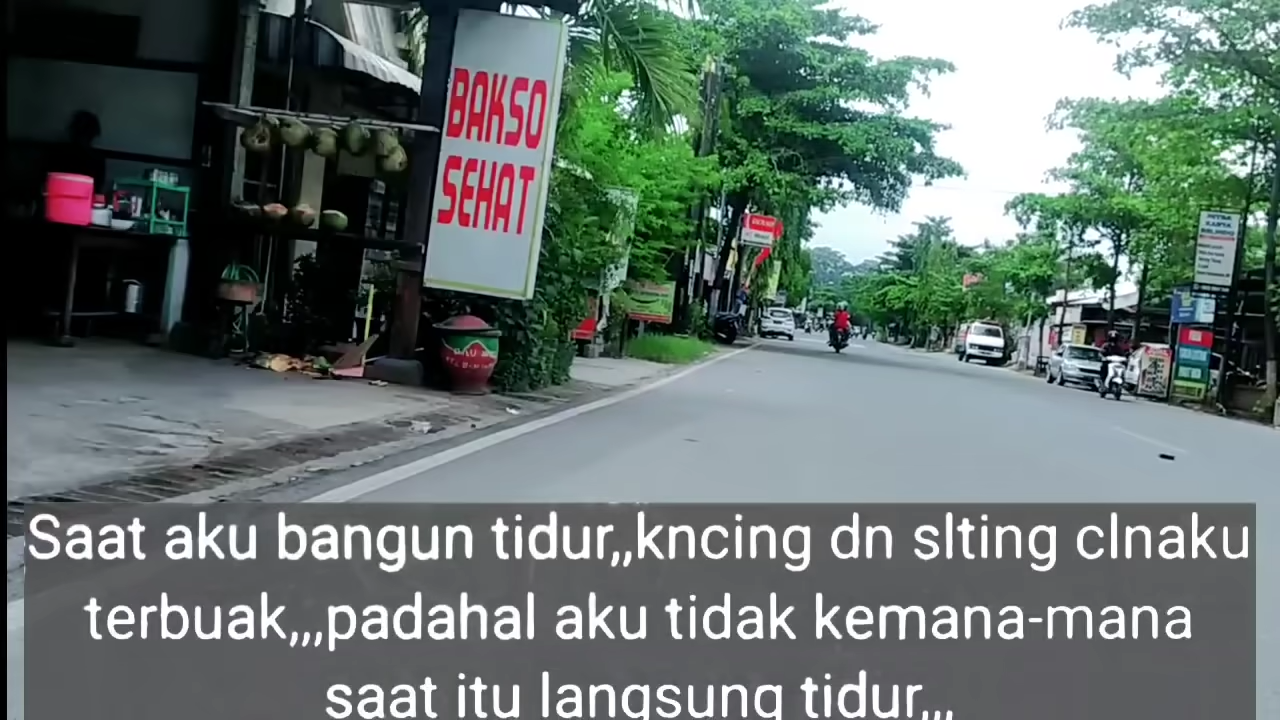 BAKSO
SEHAT
Saat aku bangun tidur,,kncing dn slting clnaku
terbuak,,,padahal aku tidak kemana-mana
saat itu langsung tidur,,,